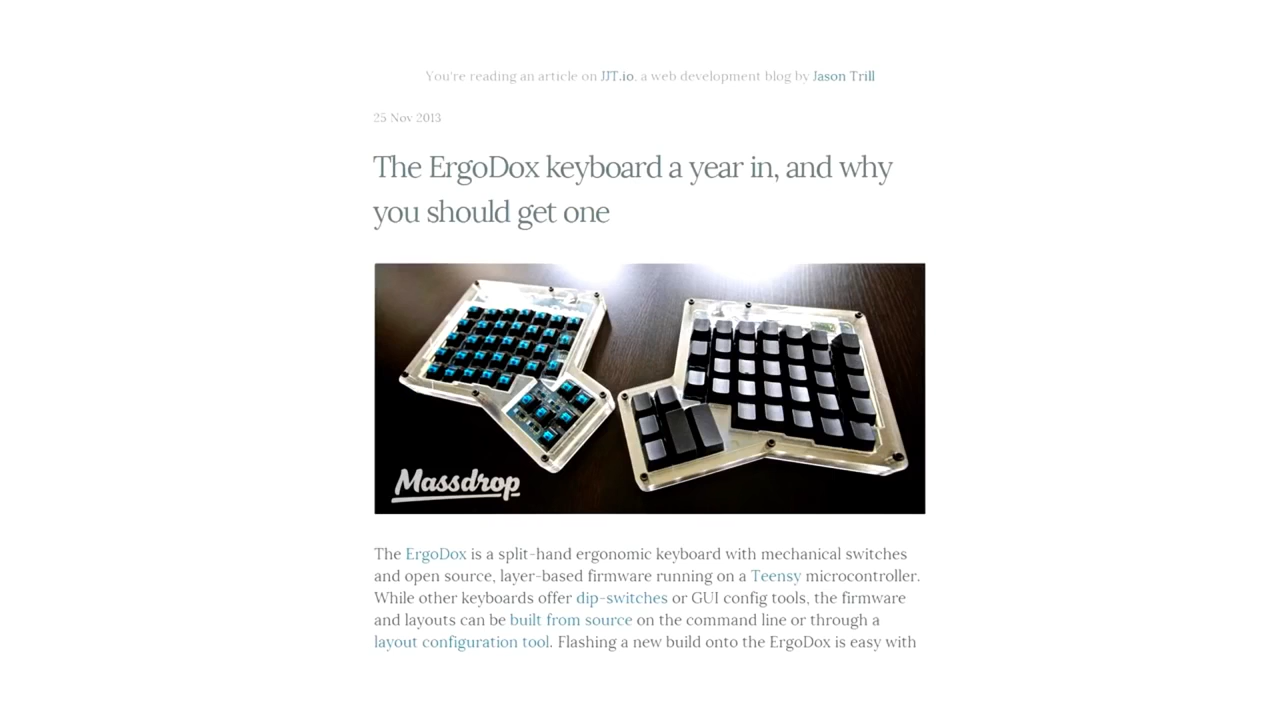 You're reading an article on JJT.io, a web development blog by Jason Trill
25 Nov 2013
The ErgoDox keyboard a year in, and why
you should get one
Massdrop
The ErgoDox is a split-hand ergonomic keyboard with mechanical switches
and open source, layer-based firmware running on a Teensy microcontroller.
While other keyboards offer dip-switches or GUI config tools, the firmware
and layouts can be built from source on the command line or through a
layout configuration tool. Flashing a new build onto the ErgoDox is easy with